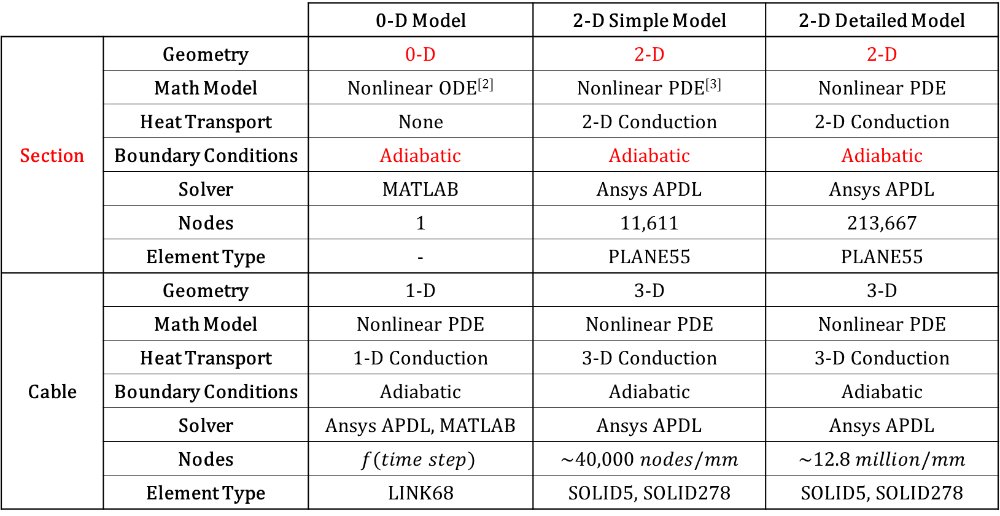 0-D Model 2-D Simple Model 2-D Detailed Model
Geometry 0-D 2-D 2-D
Math Model Nonlinear ODE[2] Nonlinear PDE[3] Nonlinear PDE
Heat Transport None 2-D Conduction 2-D Conduction
Section Boundary Conditions Adiabatic Adiabatic Adiabatic
Solver MATLAB Ansys APDL Ansys APDL
Nodes 1 11,611 213,667
Element Type - PLANE55 PLANE55
Geometry 1-D 3-D 3-D
Math Model Nonlinear PDE Nonlinear PDE Nonlinear PDE
Heat Transport 1-D Conduction 3-D Conduction 3-D Conduction
Cable Boundary Conditions Adiabatic Adiabatic Adiabatic
Solver Ansys APDL, MATLAB Ansys APDL Ansys APDL
Nodes f(time step) ~40,000 nodes/mm ~12.8 million/mm
Element Type LINK68 SOLID5, SOLID278 SOLID5, SOLID278